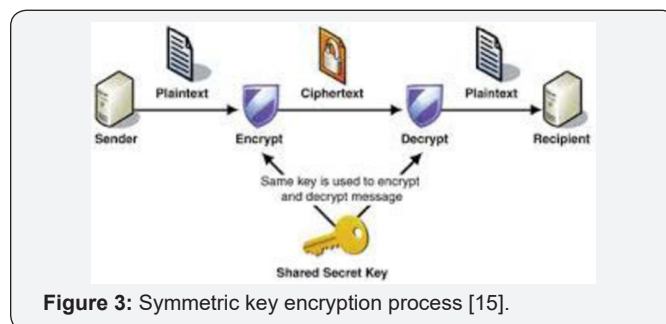 Plaintext
Ciphertext
Plaintext
Sender
Encrypt
Decrypt
Recipient
Same key is used to encrypt
and decrypt message
Shared Secret Key
Figure 3: Symmetric key encryption process [15].